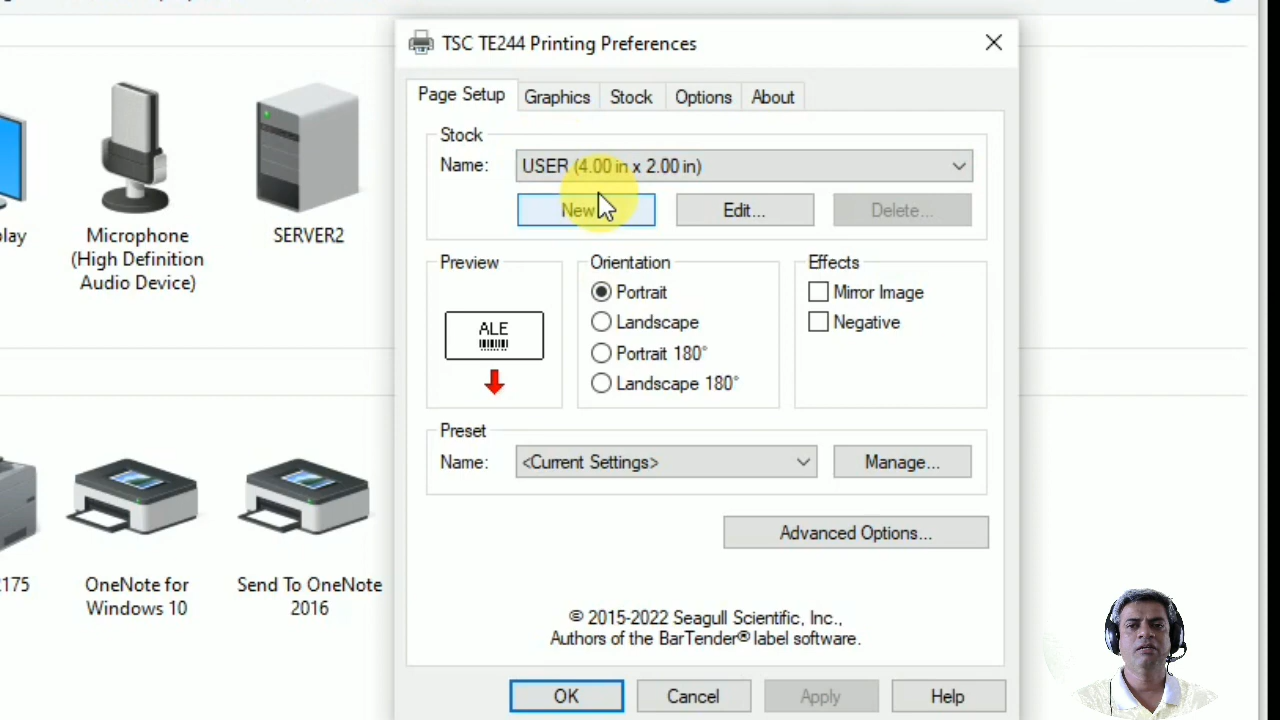 TSC TE244 Printing Preferences
Page Setup
Graphics
Stock
Options
About
Stock
Name:
USER (4.00 in x 2.00 in)
New
Edit...
Delete...
Preview
ALE
Orientation
Portrait
Landscape
Portrait 180°
Landscape 180°
Effects
Mirror Image
Negative
Preset
Name:
<Current Settings>
Manage...
Advanced Options...
© 2015-2022 Seagull Scientific, Inc.,
Authors of the BarTender® label software.
OK
Cancel
Apply
Help
play
Microphone
(High Definition
Audio Device)
SERVER2
2175
OneNote for
Windows 10
Send To OneNote
2016